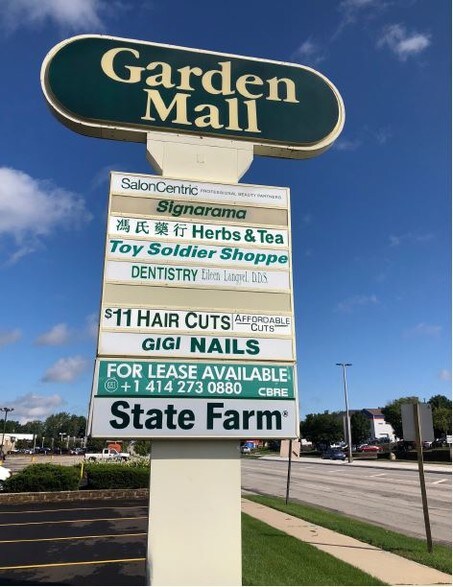 Garden
Mall
SalonCentric PROFESSIONAL BEAUTY PARTNERS
Signarama
馮氏藥行 Herbs & Tea
Toy Soldier Shoppe
DENTISTRY Eileen Langyel, D.D.S.
$11 HAIR CUTS AFFORDABLE CUTS
GIGI NAILS
FOR LEASE AVAILABLE
+1 414 273 0880 CBRE
State Farm®